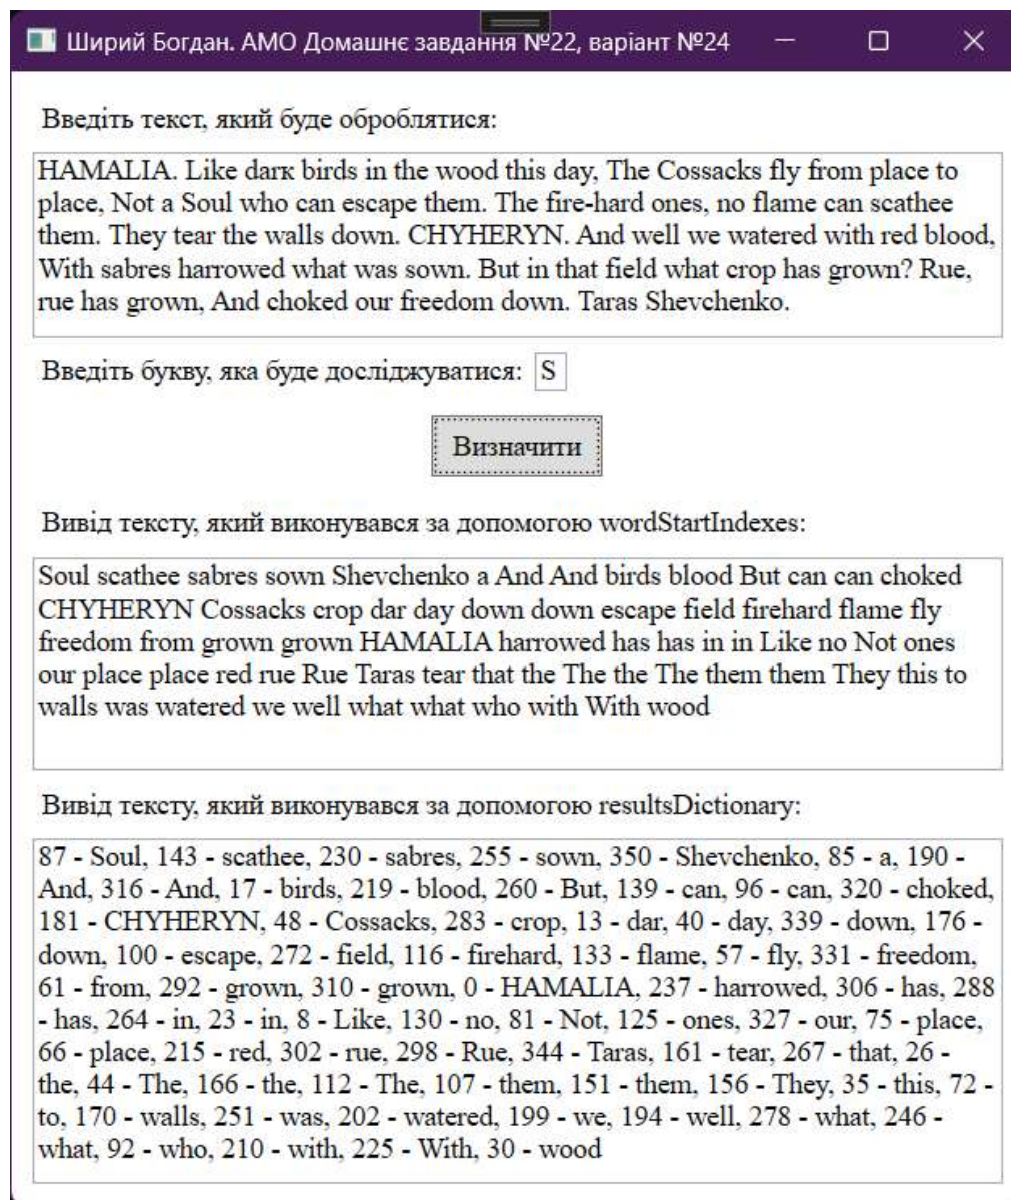 Ширий Богдан. АМО Домашнє завдання №22, варіант №24
Введіть текст, який буде оброблятися:
HAMALIA. Like darк birds in the wood this day, The Cossacks fly from place to
place, Not a Soul who can escape them. The fire-hard ones, no flame can scathee
them. They tear the walls down. CHYHERYN. And well we watered with red blood,
With sabres harrowed what was sown. But in that field what crop has grown? Rue,
rue has grown, And choked our freedom down. Taras Shevchenko.
Введіть букву, яка буде досліджуватися: S
Визначити
Вивід тексту, який виконувався за допомогою wordStartIndexes:
Soul scathee sabres sown Shevchenko a And And birds blood But can can choked
CHYHERYN Cossacks crop dar day down down escape field firehard flame fly
freedom from grown grown HAMALIA harrowed has has in in Like no Not ones
our place place red rue Rue Taras tear that the The the The them them They this to
walls was watered we well what what who with With wood
Вивід тексту, який виконувався за допомогою resultsDictionary:
87 - Soul, 143 - scathee, 230 - sabres, 255 - sown, 350 - Shevchenko, 85 - a, 190 -
And, 316 - And, 17 - birds, 219 - blood, 260 - But, 139 - can, 96 - can, 320 - choked,
181 - CHYHERYN, 48 - Cossacks, 283 - crop, 13 - dar, 40 - day, 339 - down, 176 -
down, 100 - escape, 272 - field, 116 - firehard, 133 - flame, 57 - fly, 331 - freedom,
61 - from, 292 - grown, 310 - grown, 0 - HAMALIA, 237 - harrowed, 306 - has, 288
- has, 264 - in, 23 - in, 8 - Like, 130 - no, 81 - Not, 125 - ones, 327 - our, 75 - place,
66 - place, 215 - red, 302 - rue, 298 - Rue, 344 - Taras, 161 - tear, 267 - that, 26 -
the, 44 - The, 166 - the, 112 - The, 107 - them, 151 - them, 156 - They, 35 - this, 72 -
to, 170 - walls, 251 - was, 202 - watered, 199 - we, 194 - well, 278 - what, 246 -
what, 92 - who, 210 - with, 225 - With, 30 - wood